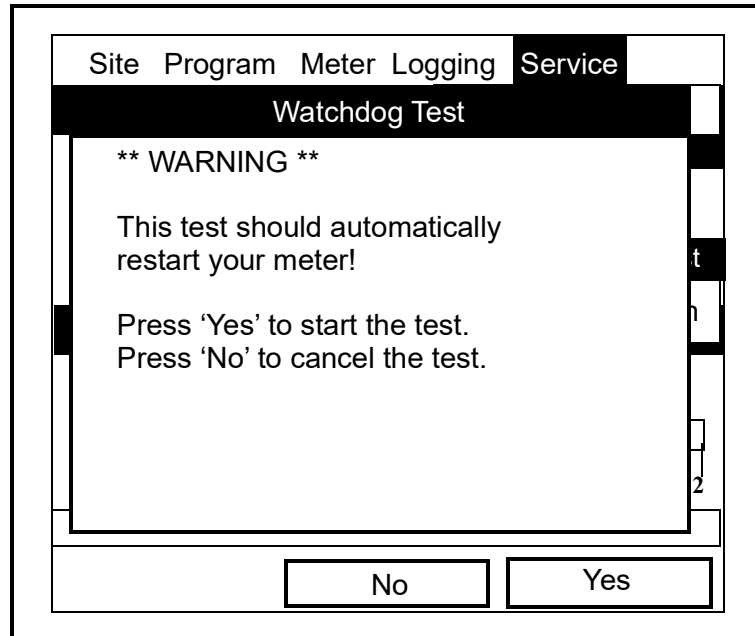 Site Program Meter Logging Service
Watchdog Test
** WARNING **
This test should automatically
restart your meter!
t
Press ‘Yes’ to start the test.
Press ‘No’ to cancel the test.
2
No Yes